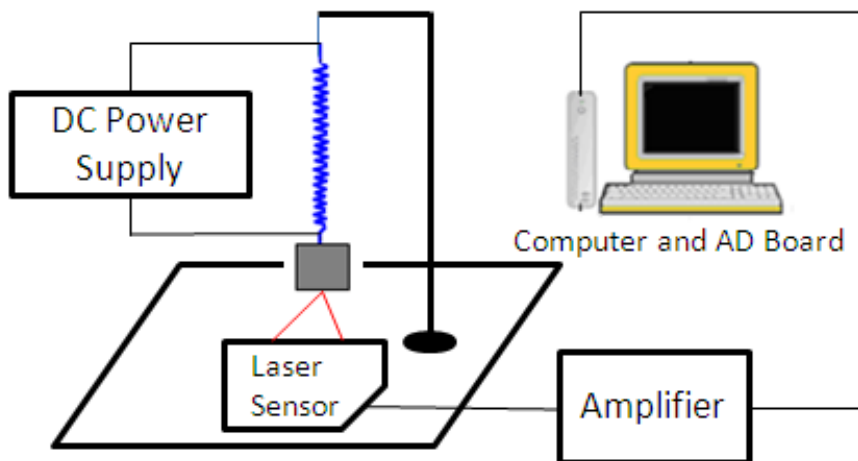 DC Power
Supply
Computer and AD Board
Laser
Sensor
Amplifier